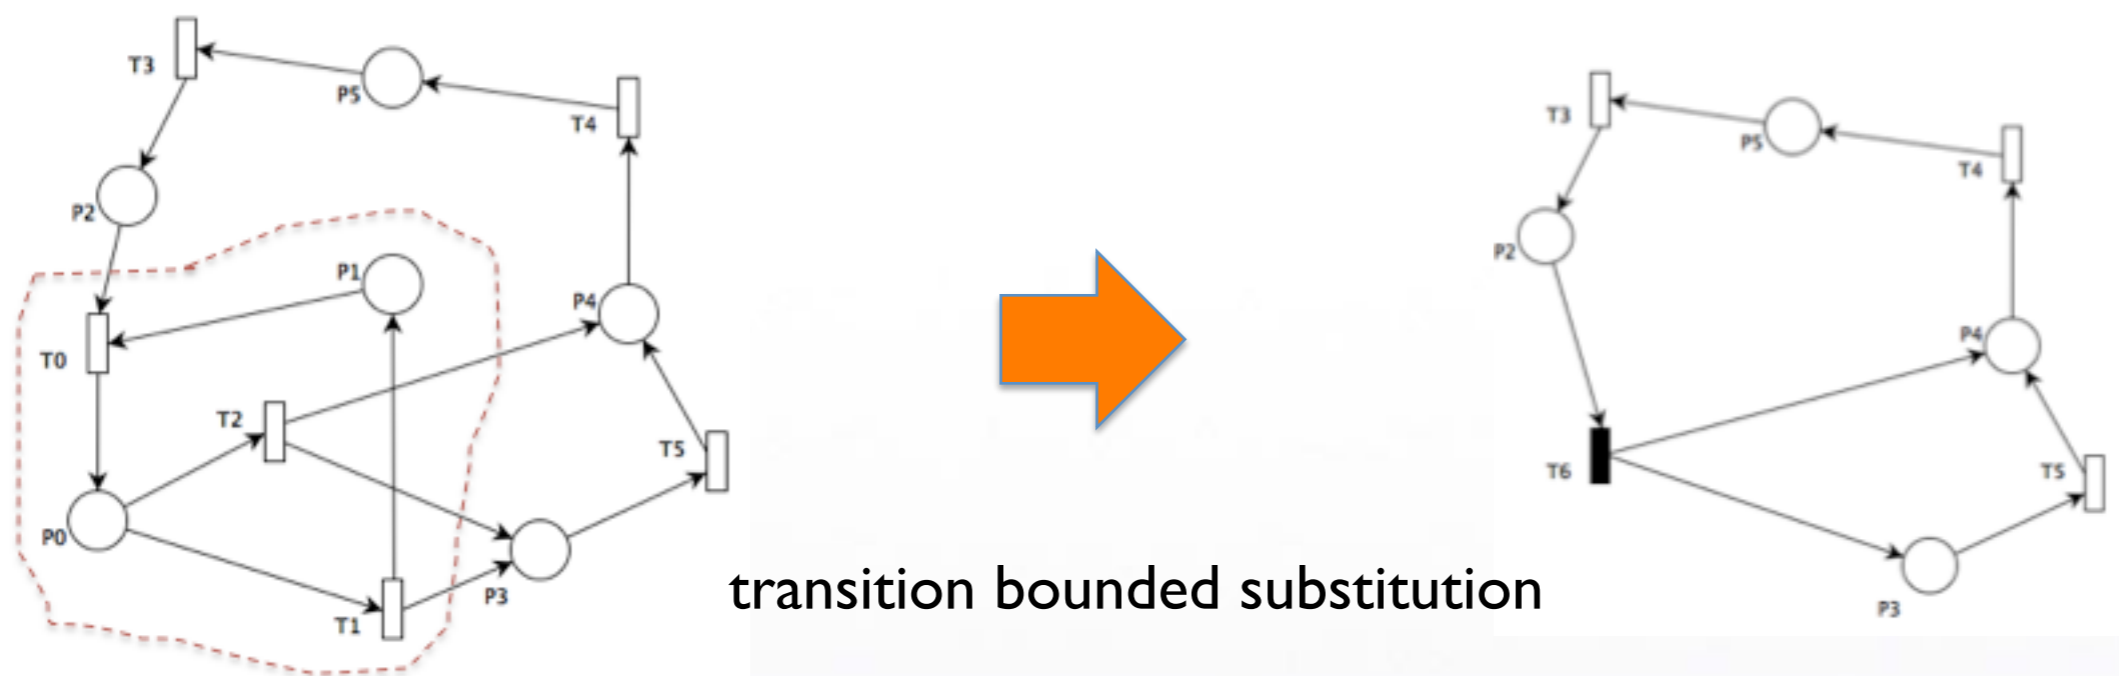 T3
P5
T4
P2
P1
P4
T0
T2
T5
P0
P3
T1
transition bounded substitution
T3
P5
T4
P2
P4
T6
T5
P3